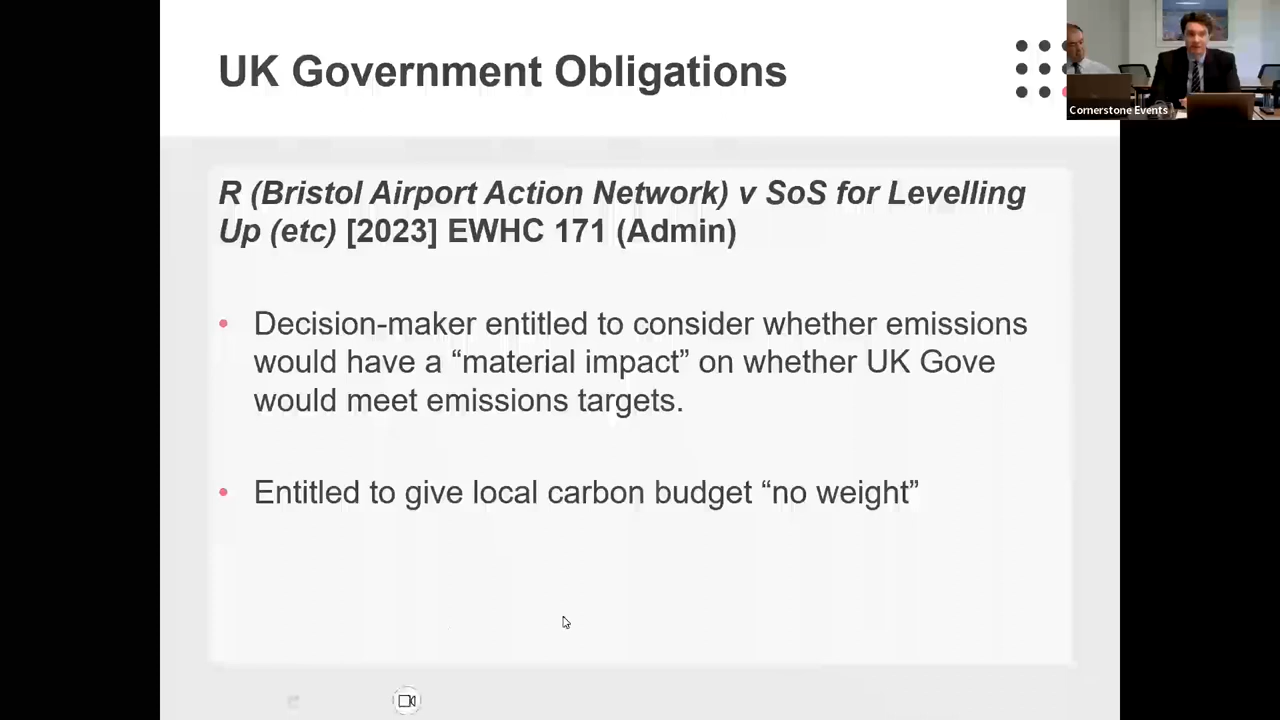 UK Government Obligations
Cornerstone Events
R (Bristol Airport Action Network) v SoS for Levelling
Up (etc) [2023] EWHC 171 (Admin)
• Decision-maker entitled to consider whether emissions
would have a “material impact” on whether UK Gove
would meet emissions targets.
• Entitled to give local carbon budget “no weight”